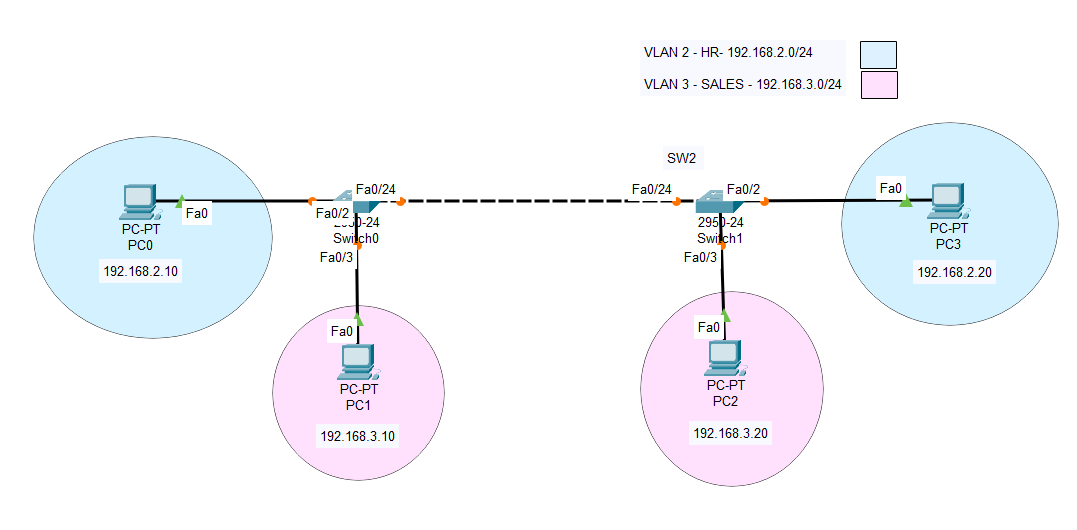 VLAN 2 - HR- 192.168.2.0/24
VLAN 3 - SALES - 192.168.3.0/24
SW2
Fa0/24
Fa0/24
Fa0/2
Fa0
Fa0
Fa0/2
PC-PT
PC0
2950-24
Switch0
2950-24
Switch1
PC-PT
PC3
Fa0/3
Fa0/3
192.168.2.10
192.168.2.20
Fa0
Fa0
PC-PT
PC1
PC-PT
PC2
192.168.3.10
192.168.3.20